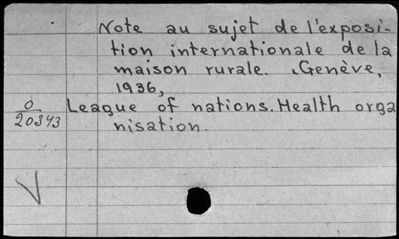 Note au sujet de l'exposi-
tion internationale de la
maison rurale. Genève,
1936,
O
20343
League of nations. Health orga
nisation.
V